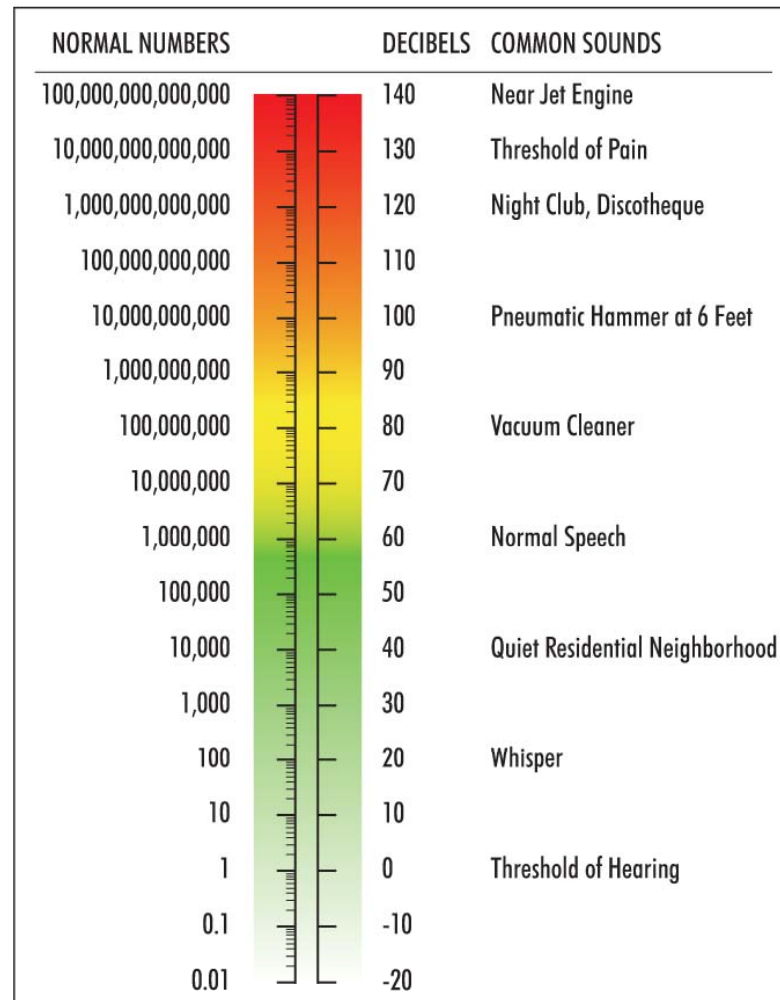 NORMAL NUMBERS DECIBELS COMMON SOUNDS
100,000,000,000,000 140 Near Jet Engine
10,000,000,000,000 130 Threshold of Pain
1,000,000,000,000 120 Night Club, Discotheque
100,000,000,000 110
10,000,000,000 100 Pneumatic Hammer at 6 Feet
1,000,000,000 90
100,000,000 80 Vacuum Cleaner
10,000,000 70
1,000,000 60 Normal Speech
100,000 50
10,000 40 Quiet Residential Neighborhood
1,000 30
100 20 Whisper
10 10
1 0 Threshold of Hearing
0.1 -10
0.01 -20